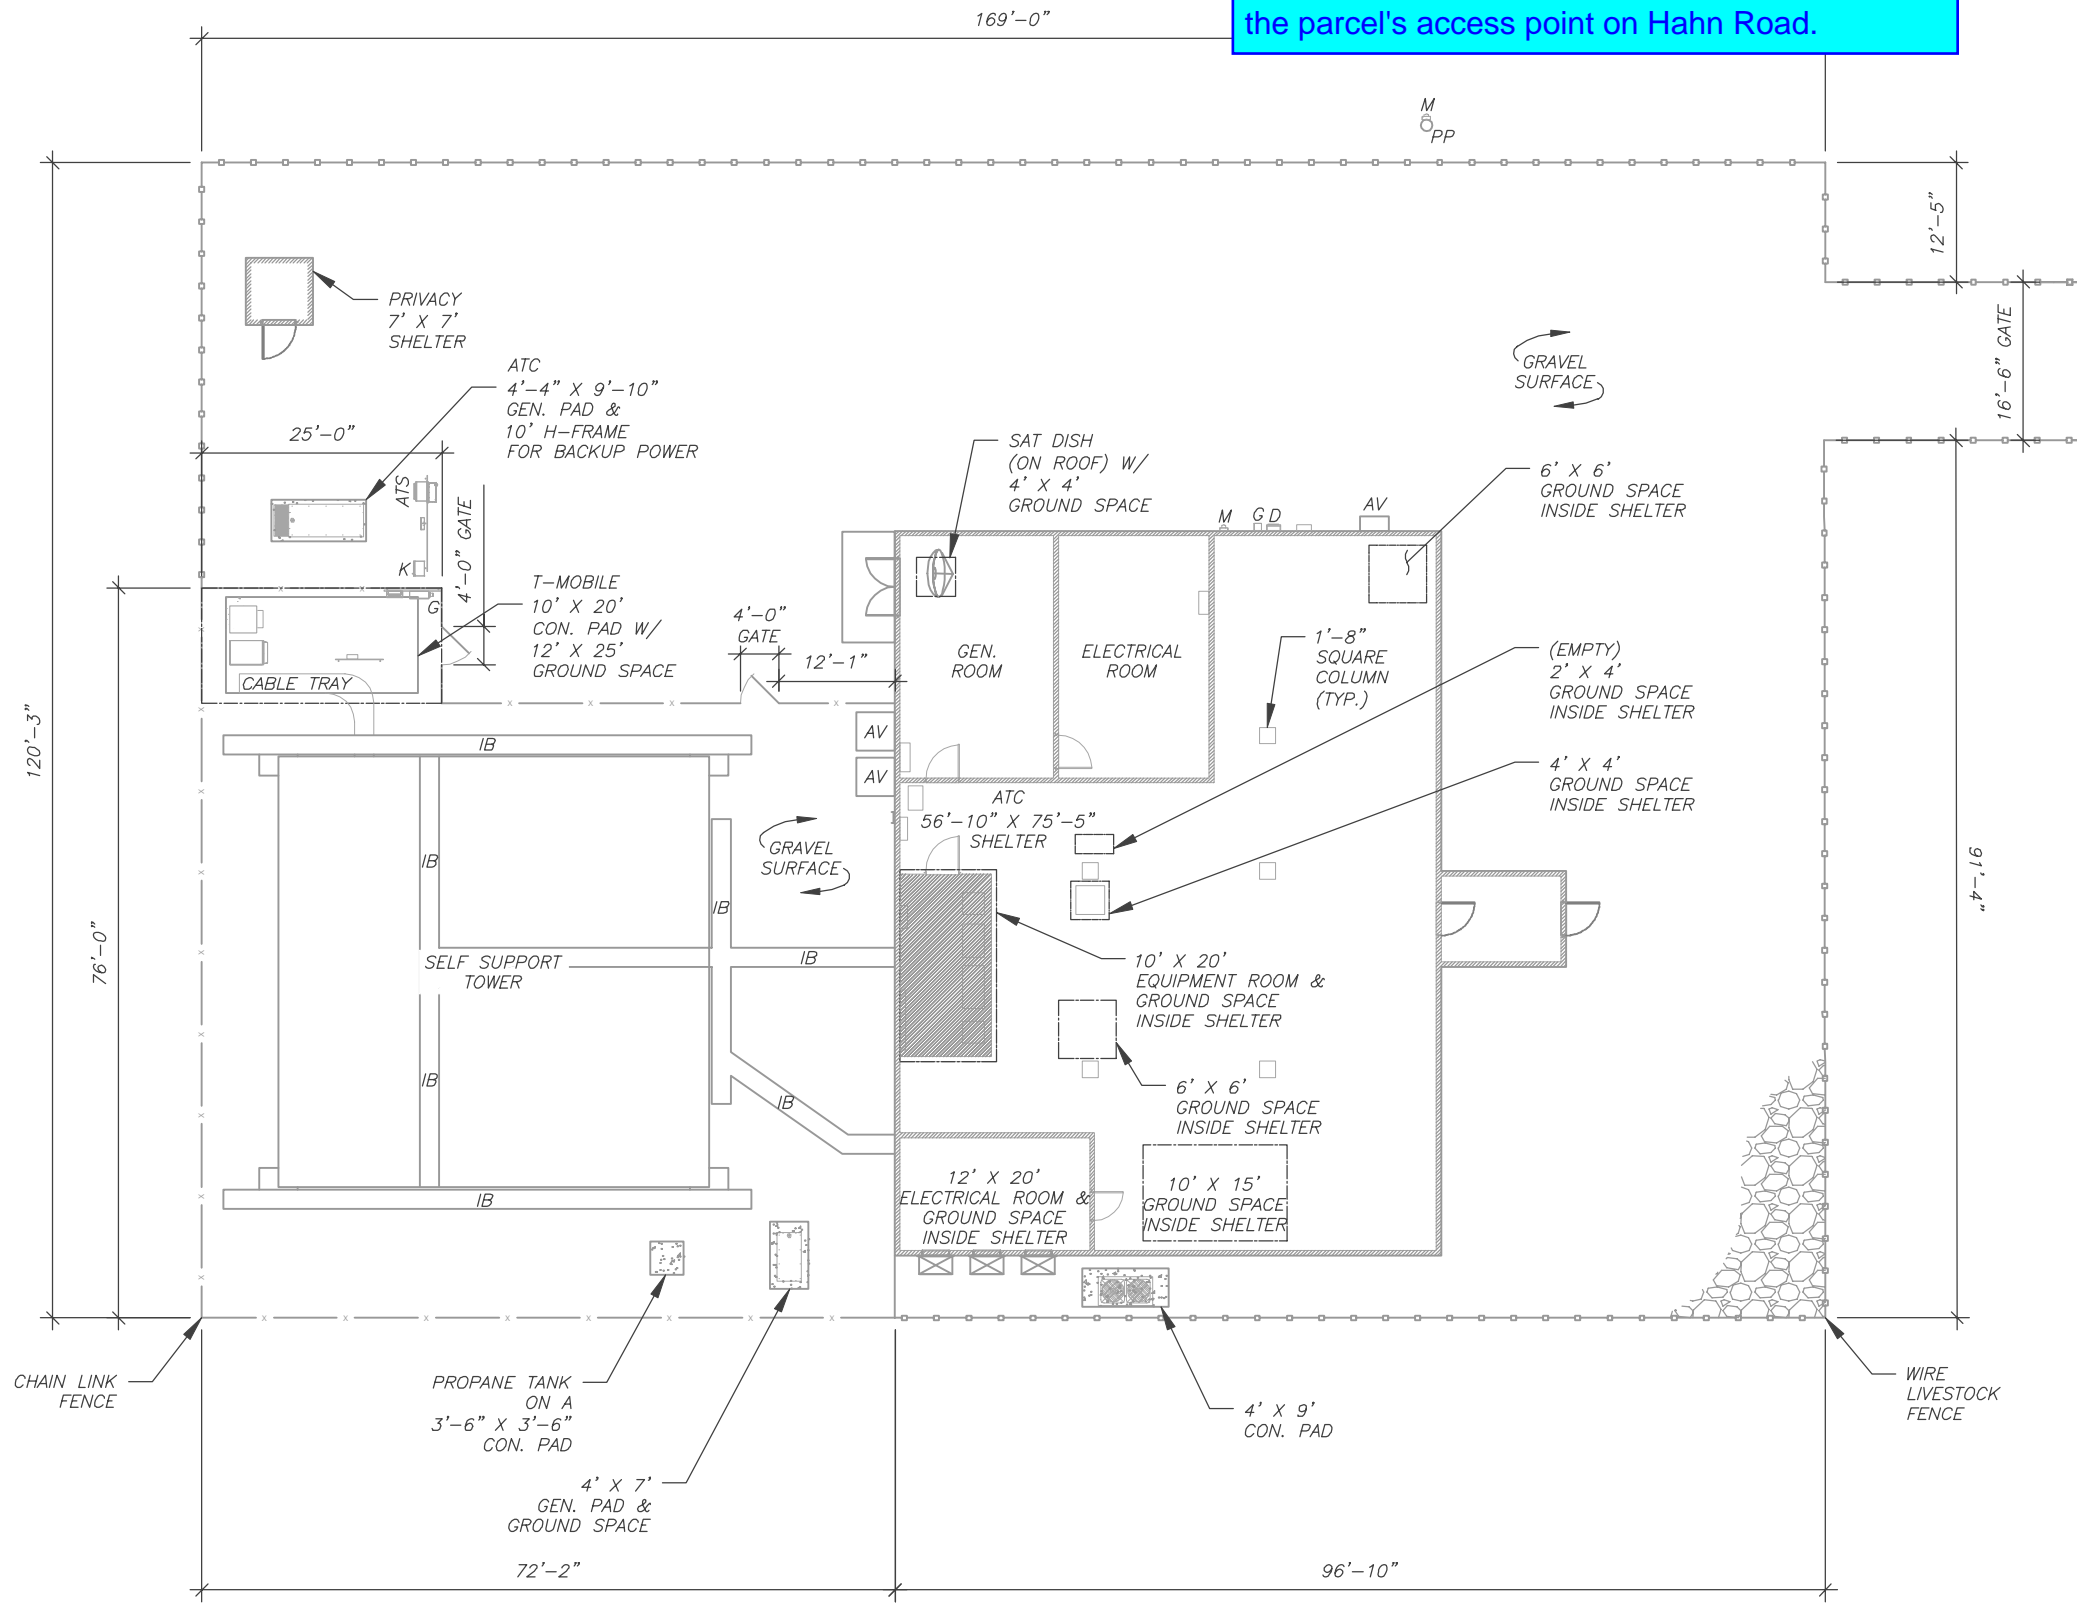 169'-0"
the parcel's access point on Hahn Road.
M
PP
12'-5"
PRIVACY
7' X 7'
SHELTER
16'-6" GATE
GRAVEL
SURFACE
ATC
4'-4" X 9'-10"
GEN. PAD &
10' H-FRAME
FOR BACKUP POWER
25'-0"
SAT DISH
(ON ROOF) W/
4' X 4'
GROUND SPACE
6' X 6'
GROUND SPACE
INSIDE SHELTER
ATS
K
4'-0" GATE
M
G
D
AV
T-MOBILE
10' X 20'
CON. PAD W/
12' X 25'
GROUND SPACE
G
CABLE TRAY
4'-0"
GATE
12'-1"
GEN.
ROOM
ELECTRICAL
ROOM
1'-8"
SQUARE
COLUMN
(TYP.)
(EMPTY)
2' X 4'
GROUND SPACE
INSIDE SHELTER
120'-3"
IB
AV
AV
4' X 4'
GROUND SPACE
INSIDE SHELTER
ATC
56'-10" X 75'-5"
SHELTER
GRAVEL
SURFACE
IB
IB
91'-4"
76'-0"
SELF SUPPORT
TOWER
IB
10' X 20'
EQUIPMENT ROOM &
GROUND SPACE
INSIDE SHELTER
IB
IB
6' X 6'
GROUND SPACE
INSIDE SHELTER
12' X 20'
ELECTRICAL ROOM &
GROUND SPACE
INSIDE SHELTER
10' X 15'
GROUND SPACE
INSIDE SHELTER
IB
CHAIN LINK
FENCE
PROPANE TANK
ON A
3'-6" X 3'-6"
CON. PAD
4' X 9'
CON. PAD
WIRE
LIVESTOCK
FENCE
4' X 7'
GEN. PAD &
GROUND SPACE
72'-2"
96'-10"